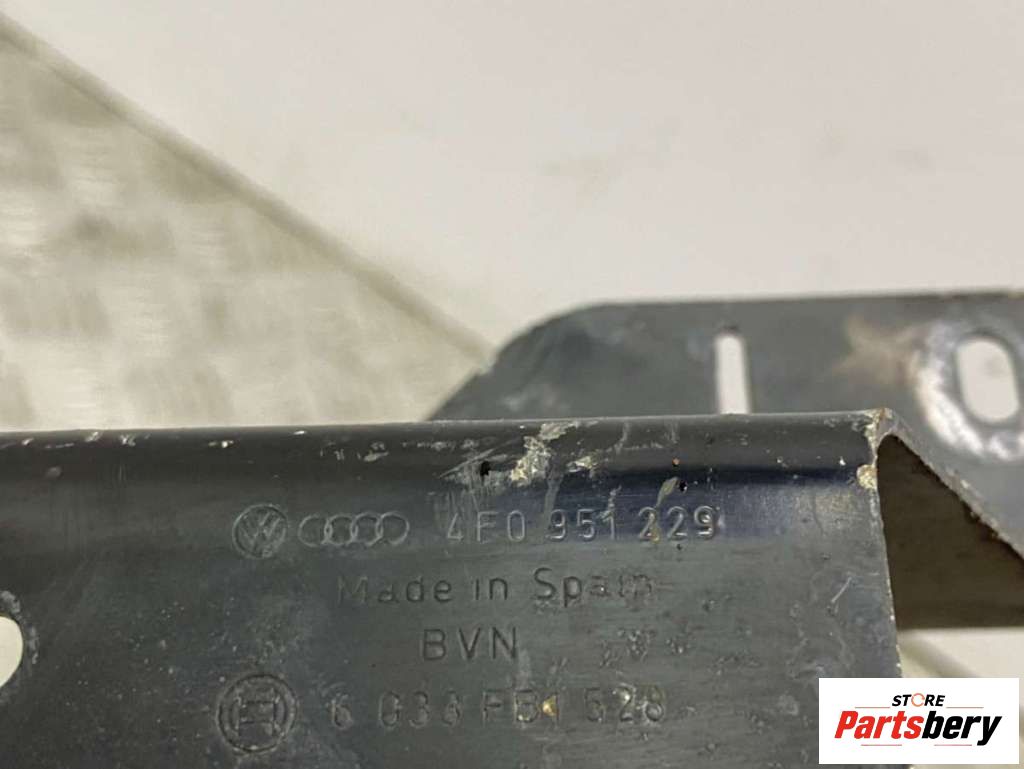 4F0 951 229
Made in Spain
BVN
6 033 FB1 528
STORE
Partsbery